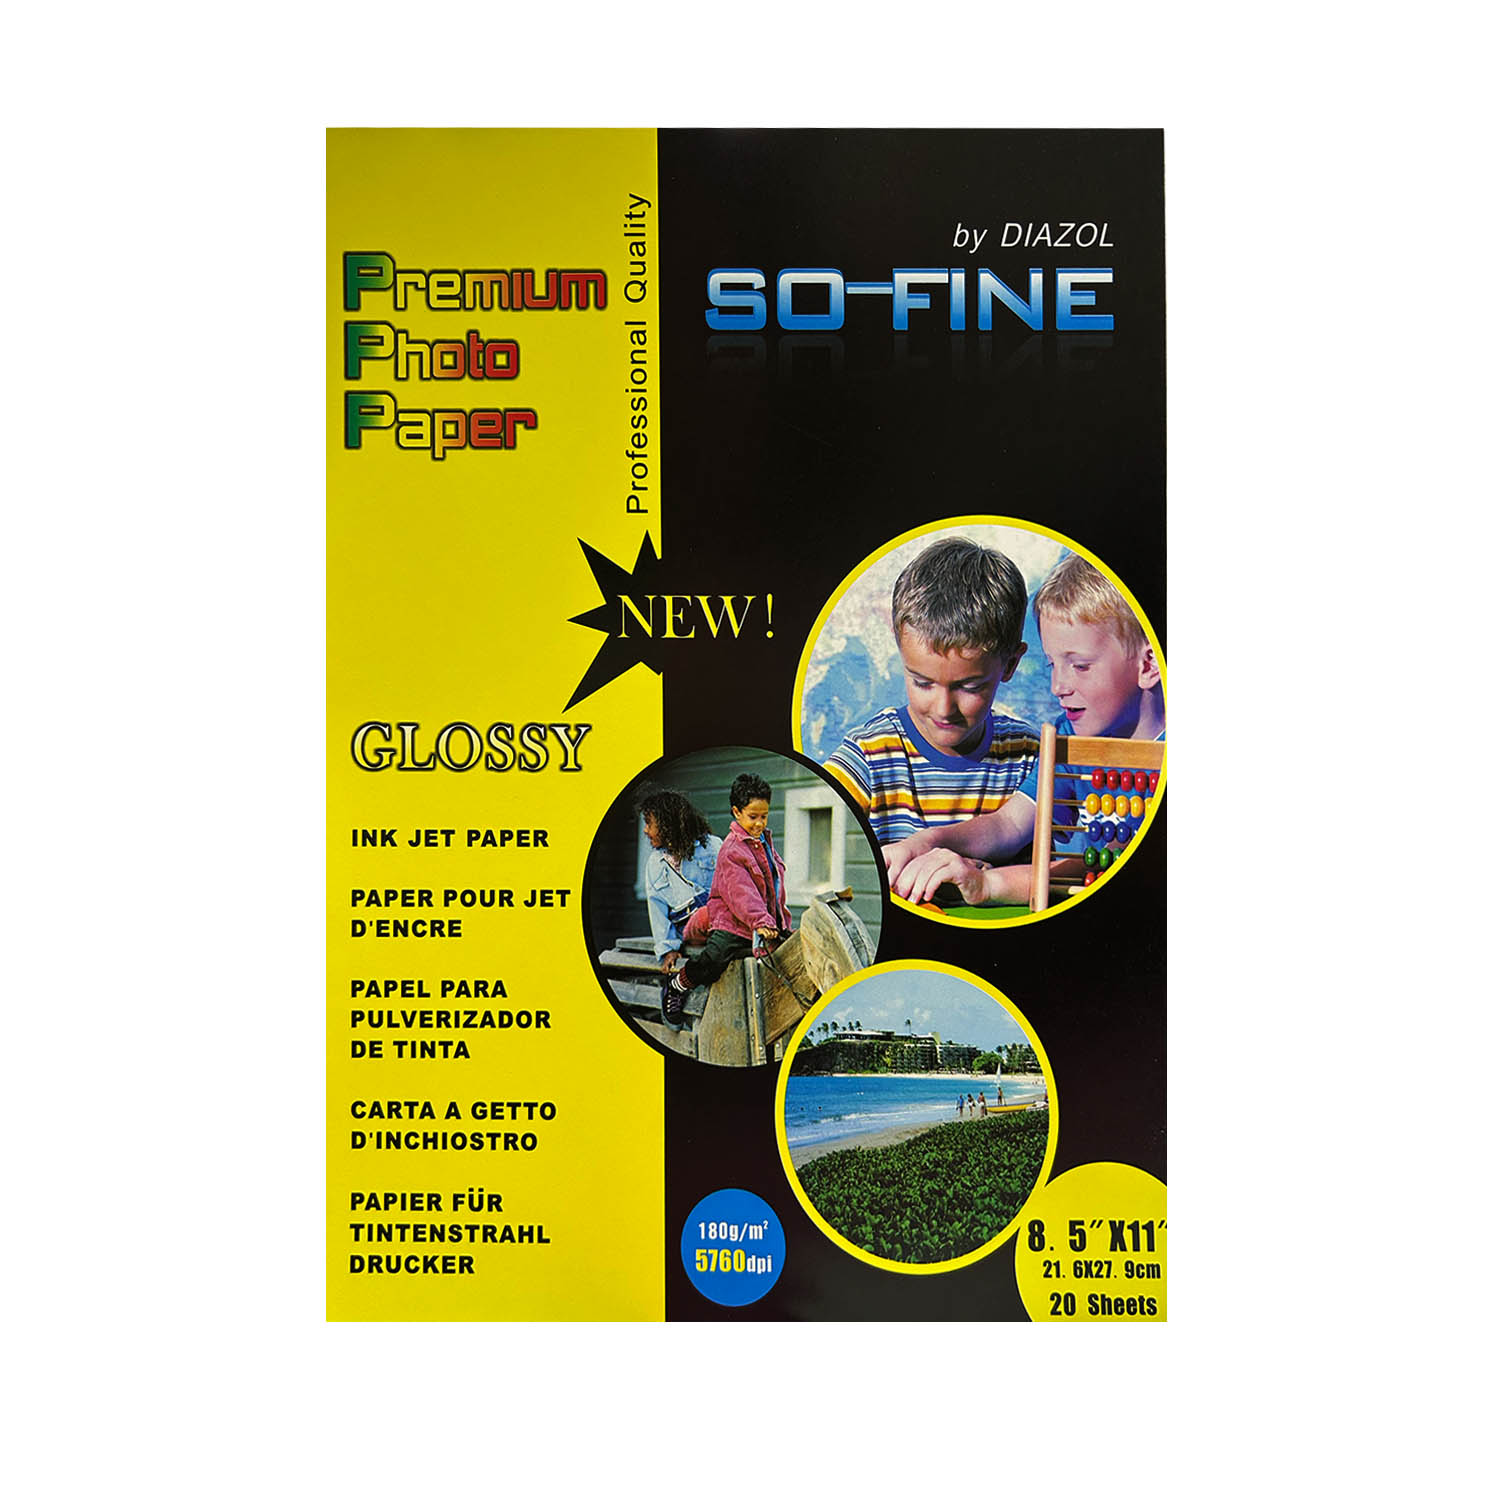 Premium
Photo
Paper
Professional Quality
by DIAZOL
SO-FINE
NEW!
GLOSSY
INK JET PAPER
PAPER POUR JET
D'ENCRE
PAPEL PARA
PULVERIZADOR
DE TINTA
CARTA A GETTO
D'INCHIOSTRO
PAPIER FÜR
TINTENSTRAHL
DRUCKER
180g/m²
5760dpi
8. 5″X11″
21. 6X27. 9cm
20 Sheets